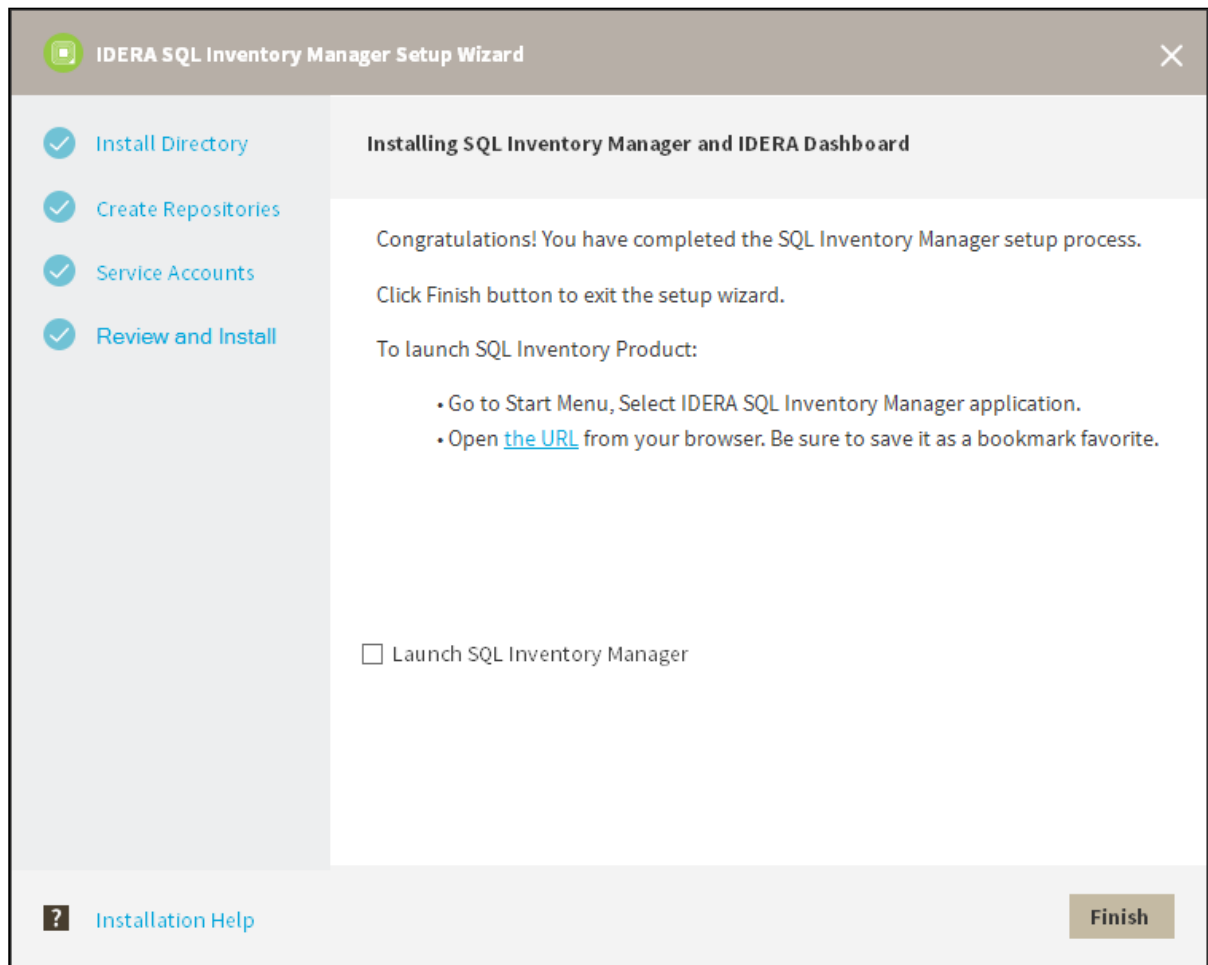 IDERA SQL Inventory Manager Setup Wizard
Install Directory
Create Repositories
Service Accounts
Review and Install
Installing SQL Inventory Manager and IDERA Dashboard
Congratulations! You have completed the SQL Inventory Manager setup process.
Click Finish button to exit the setup wizard.
To launch SQL Inventory Product:
• Go to Start Menu, Select IDERA SQL Inventory Manager application.
• Open the URL from your browser. Be sure to save it as a bookmark favorite.
Launch SQL Inventory Manager
? Installation Help
Finish